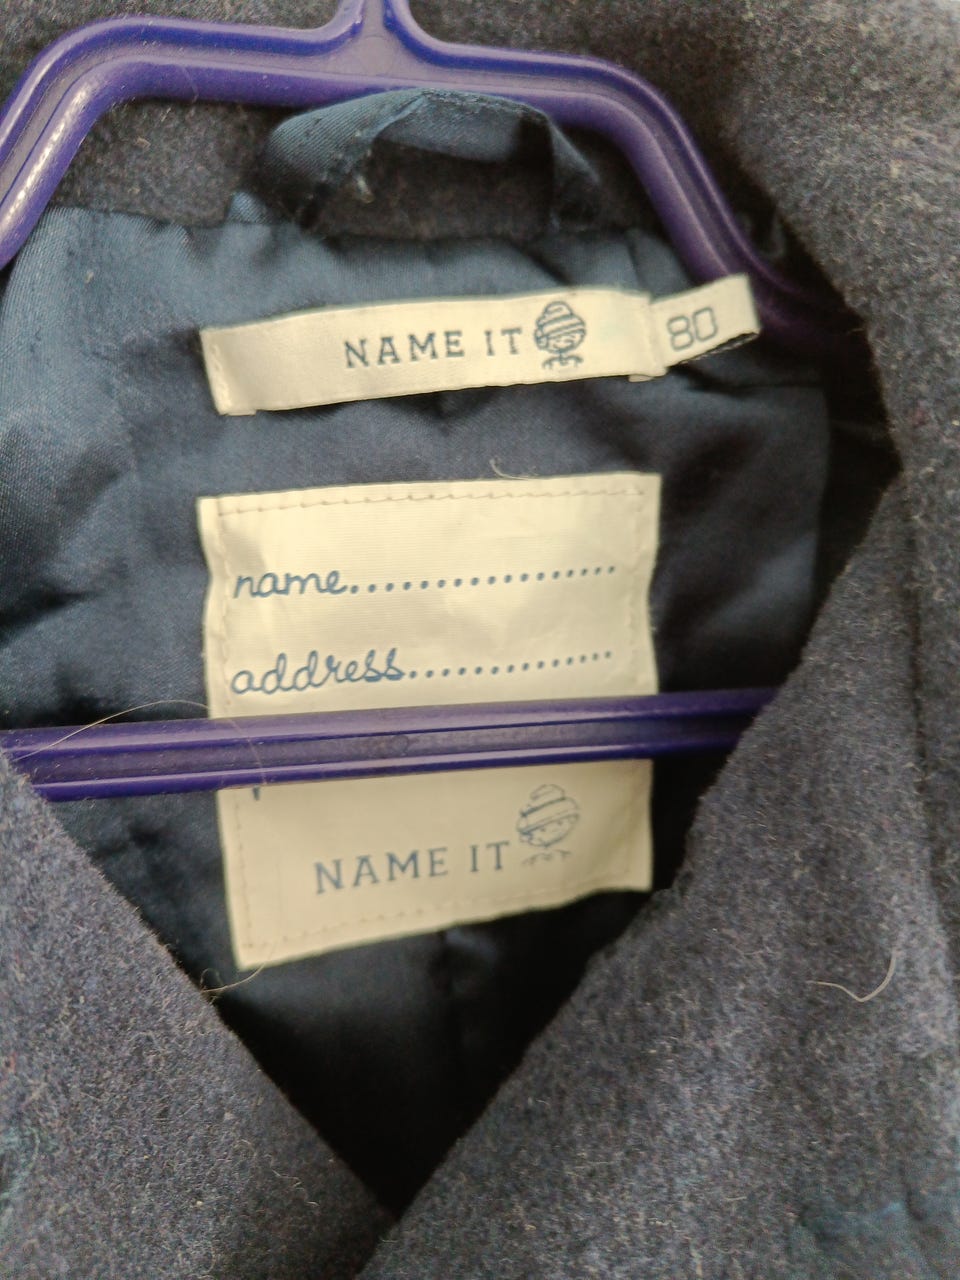 NAME IT
80
name.................
address..............
NAME IT